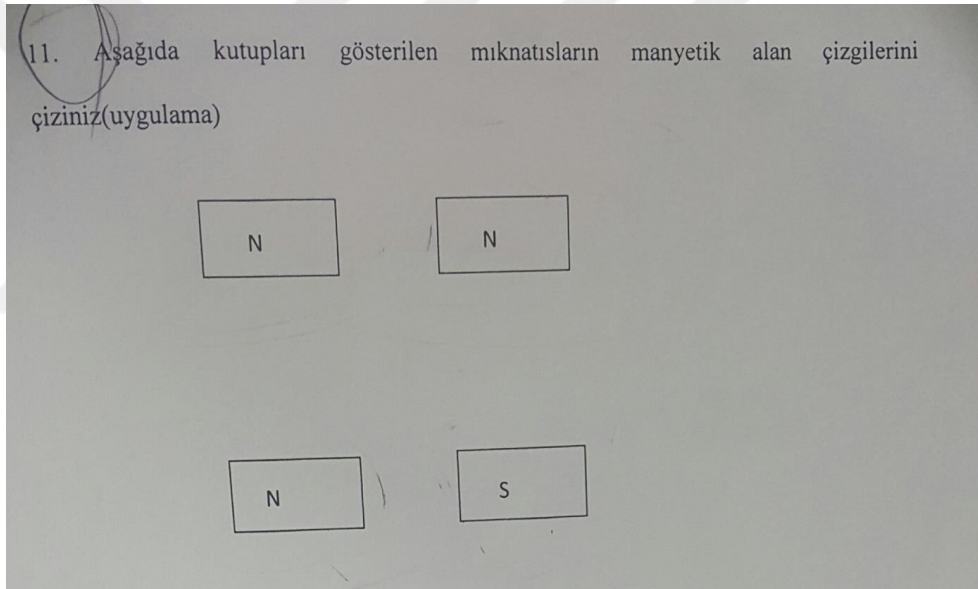 11. Aşağıda kutupları gösterilen mıknatısların manyetik alan çizgilerini
çiziniz(uygulama)
N N
N S